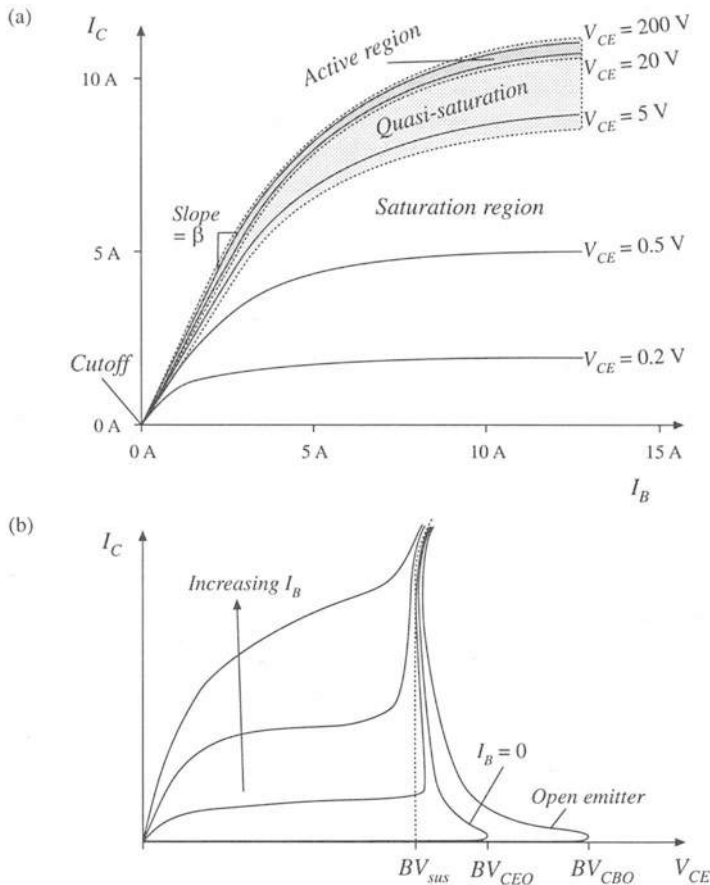 (a)
I_C
V_CE = 200 V
Active region
10 A
V_CE = 20 V
Quasi-saturation
V_CE = 5 V
Slope
= β
Saturation region
5 A
V_CE = 0.5 V
Cutoff
V_CE = 0.2 V
0 A
0 A
5 A
10 A
15 A
I_B
(b)
I_C
Increasing I_B
I_B = 0
Open emitter
BV_sus
BV_CEO
BV_CBO
V_CE